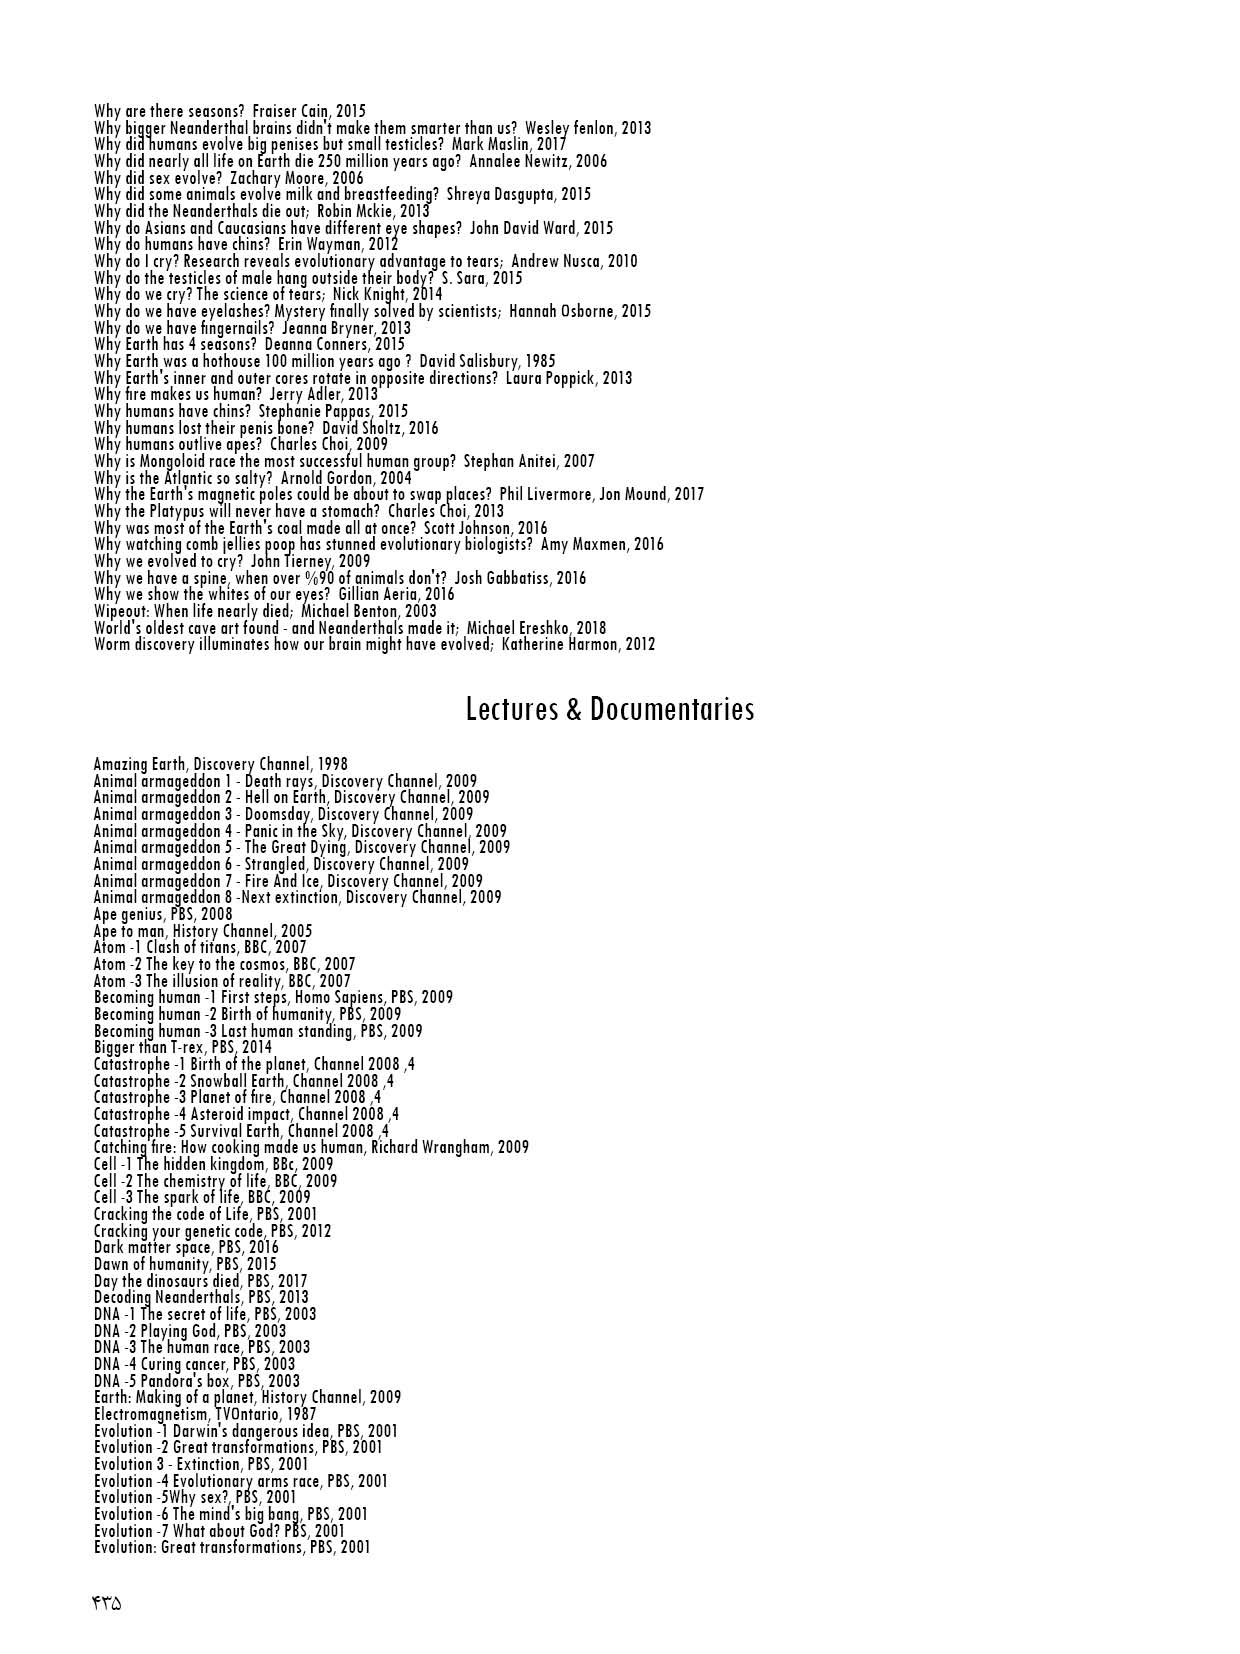 Why are there seasons?  Fraiser Cain, 2015
Why bigger Neanderthal brains didn't make them smarter than us?  Wesley fenlon, 2013
Why did humans evolve big penises but small testicles?  Mark Maslin, 2017
Why did nearly all life on Earth die 250 million years ago?  Annalee Newitz, 2006
Why did sex evolve?  Zachary Moore, 2006
Why did some animals evolve milk and breastfeeding?  Shreya Dasgupta, 2015
Why did the Neanderthals die out;  Robin Mckie, 2013
Why do Asians and Caucasians have different eye shapes?  John David Ward, 2015
Why do humans have chins?  Erin Wayman, 2012
Why do I cry? Research reveals evolutionary advantage to tears;  Andrew Nusca, 2010
Why do the testicles of male hang outside their body?  S. Sara, 2015
Why do we cry? The science of tears;  Nick Knight, 2014
Why do we have eyelashes? Mystery finally solved by scientists;  Hannah Osborne, 2015
Why do we have fingernails?  Jeanna Bryner, 2013
Why Earth has 4 seasons?  Deanna Conners, 2015
Why Earth was a hothouse 100 million years ago ?  David Salisbury, 1985
Why Earth's inner and outer cores rotate in opposite directions?  Laura Poppick, 2013
Why fire makes us human?  Jerry Adler, 2013
Why humans have chins?  Stephanie Pappas, 2015
Why humans lost their penis bone?  David Sholtz, 2016
Why humans outlive apes?  Charles Choi, 2009
Why is Mongoloid race the most successful human group?  Stephan Anitei, 2007
Why is the Atlantic so salty?  Arnold Gordon, 2004
Why the Earth's magnetic poles could be about to swap places?  Phil Livermore, Jon Mound, 2017
Why the Platypus will never have a stomach?  Charles Choi, 2013
Why was most of the Earth's coal made all at once?  Scott Johnson, 2016
Why watching comb jellies poop has stunned evolutionary biologists?  Amy Maxmen, 2016
Why we evolved to cry?  John Tierney, 2009
Why we have a spine, when over %90 of animals don't?  Josh Gabbatiss, 2016
Why we show the whites of our eyes?  Gillian Aeria, 2016
Wipeout: When life nearly died;  Michael Benton, 2003
World's oldest cave art found - and Neanderthals made it;  Michael Ereshko, 2018
Worm discovery illuminates how our brain might have evolved;  Katherine Harmon, 2012
Lectures & Documentaries
Amazing Earth, Discovery Channel, 1998
Animal armageddon 1 - Death rays, Discovery Channel, 2009
Animal armageddon 2 - Hell on Earth, Discovery Channel, 2009
Animal armageddon 3 - Doomsday, Discovery Channel, 2009
Animal armageddon 4 - Panic in the Sky, Discovery Channel, 2009
Animal armageddon 5 - The Great Dying, Discovery Channel, 2009
Animal armageddon 6 - Strangled, Discovery Channel, 2009
Animal armageddon 7 - Fire And Ice, Discovery Channel, 2009
Animal armageddon 8 -Next extinction, Discovery Channel, 2009
Ape genius, PBS, 2008
Ape to man, History Channel, 2005
Atom -1 Clash of titans, BBC, 2007
Atom -2 The key to the cosmos, BBC, 2007
Atom -3 The illusion of reality, BBC, 2007
Becoming human -1 First steps, Homo Sapiens, PBS, 2009
Becoming human -2 Birth of humanity, PBS, 2009
Becoming human -3 Last human standing, PBS, 2009
Bigger than T-rex, PBS, 2014
Catastrophe -1 Birth of the planet, Channel 2008 ,4
Catastrophe -2 Snowball Earth, Channel 2008 ,4
Catastrophe -3 Planet of fire, Channel 2008 ,4
Catastrophe -4 Asteroid impact, Channel 2008 ,4
Catastrophe -5 Survival Earth, Channel 2008 ,4
Catching fire: How cooking made us human, Richard Wrangham, 2009
Cell -1 The hidden kingdom, BBc, 2009
Cell -2 The chemistry of life, BBC, 2009
Cell -3 The spark of life, BBC, 2009
Cracking the code of Life, PBS, 2001
Cracking your genetic code, PBS, 2012
Dark matter space, PBS, 2016
Dawn of humanity, PBS, 2015
Day the dinosaurs died, PBS, 2017
Decoding Neanderthals, PBS, 2013
DNA -1 The secret of life, PBS, 2003
DNA -2 Playing God, PBS, 2003
DNA -3 The human race, PBS, 2003
DNA -4 Curing cancer, PBS, 2003
DNA -5 Pandora's box, PBS, 2003
Earth: Making of a planet, History Channel, 2009
Electromagnetism, TVOntario, 1987
Evolution -1 Darwin's dangerous idea, PBS, 2001
Evolution -2 Great transformations, PBS, 2001
Evolution 3 - Extinction, PBS, 2001
Evolution -4 Evolutionary arms race, PBS, 2001
Evolution -5Why sex?, PBS, 2001
Evolution -6 The mind's big bang, PBS, 2001
Evolution -7 What about God? PBS, 2001
Evolution: Great transformations, PBS, 2001
۴۳۵